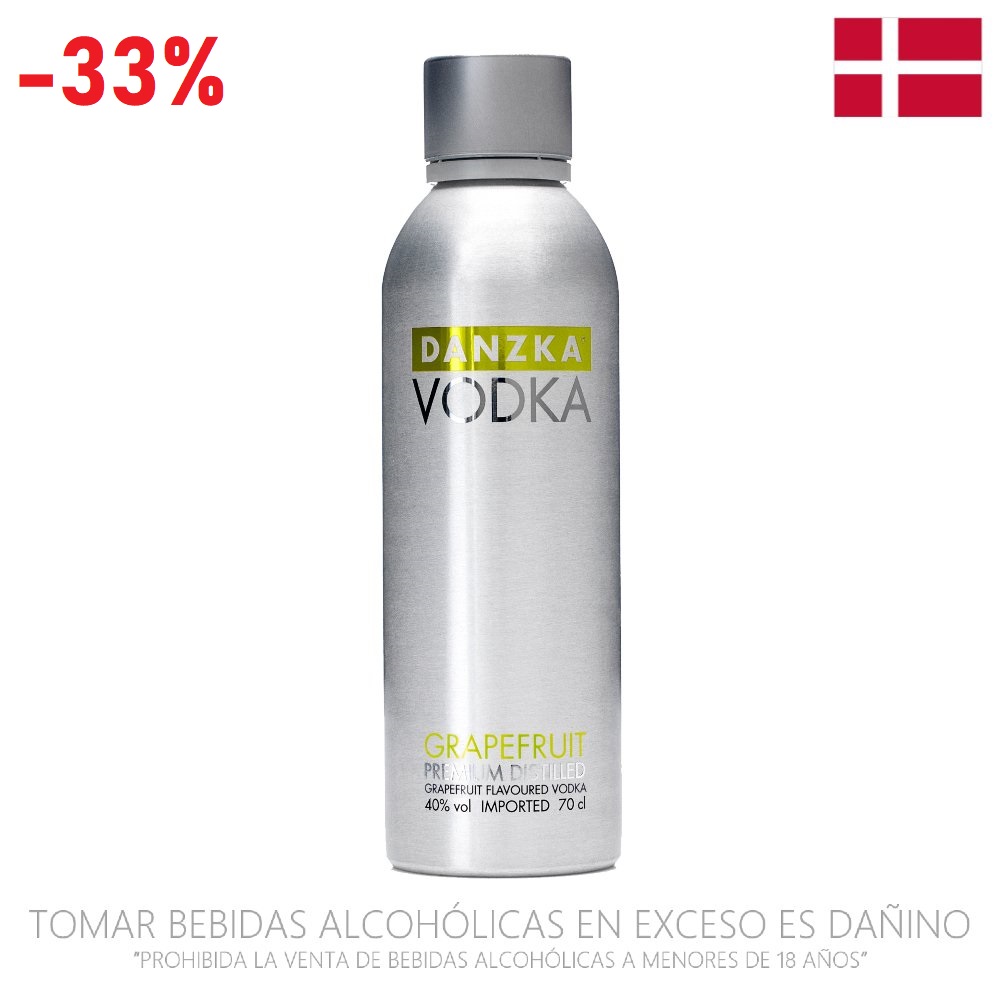 -33%
DANZKA
VODKA
GRAPEFRUIT
PREMIUM DISTILLED
GRAPEFRUIT FLAVOURED VODKA
40% vol IMPORTED 70 cl
TOMAR BEBIDAS ALCOHÓLICAS EN EXCESO ES DAÑINO
"PROHIBIDA LA VENTA DE BEBIDAS ALCOHÓLICAS A MENORES DE 18 AÑOS"